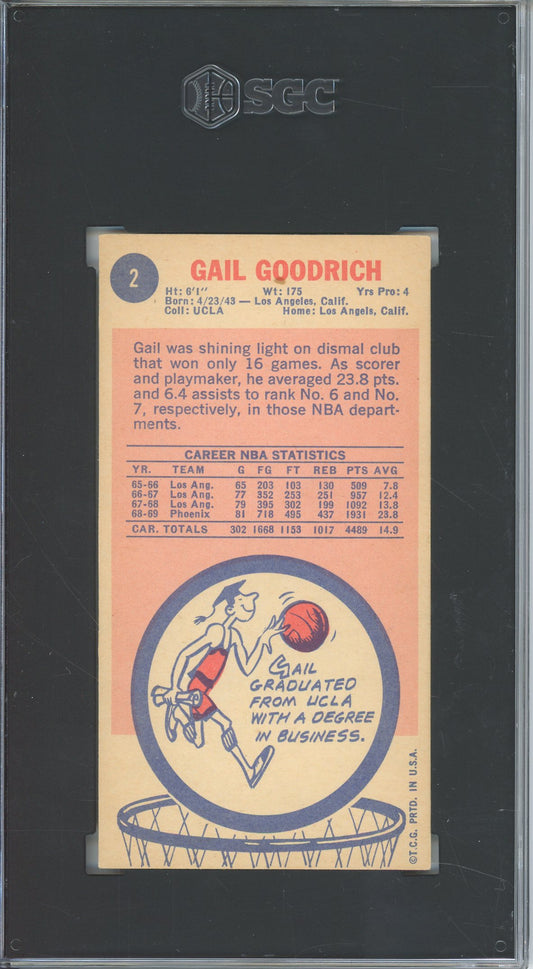 SGC
2
GAIL GOODRICH
Ht: 6'1" Wt: 175 Yrs Pro: 4
Born: 4/23/43 — Los Angeles, Calif.
Coll: UCLA Home: Los Angels, Calif.
Gail was shining light on dismal club
that won only 16 games. As scorer
and playmaker, he averaged 23.8 pts.
and 6.4 assists to rank No. 6 and No.
7, respectively, in those NBA depart-
ments.
CAREER NBA STATISTICS
YR. TEAM G FG FT REB PTS AVG
65-66 Los Ang. 65 203 103 130 509 7.8
66-67 Los Ang. 77 352 253 251 957 12.4
67-68 Los Ang. 79 395 302 199 1092 13.8
68-69 Phoenix 81 718 495 437 1931 23.8
CAR. TOTALS 302 1668 1153 1017 4489 14.9
GAIL
GRADUATED
FROM UCLA
WITH A DEGREE
IN BUSINESS.
©T.C.G. PRTD. IN U.S.A.